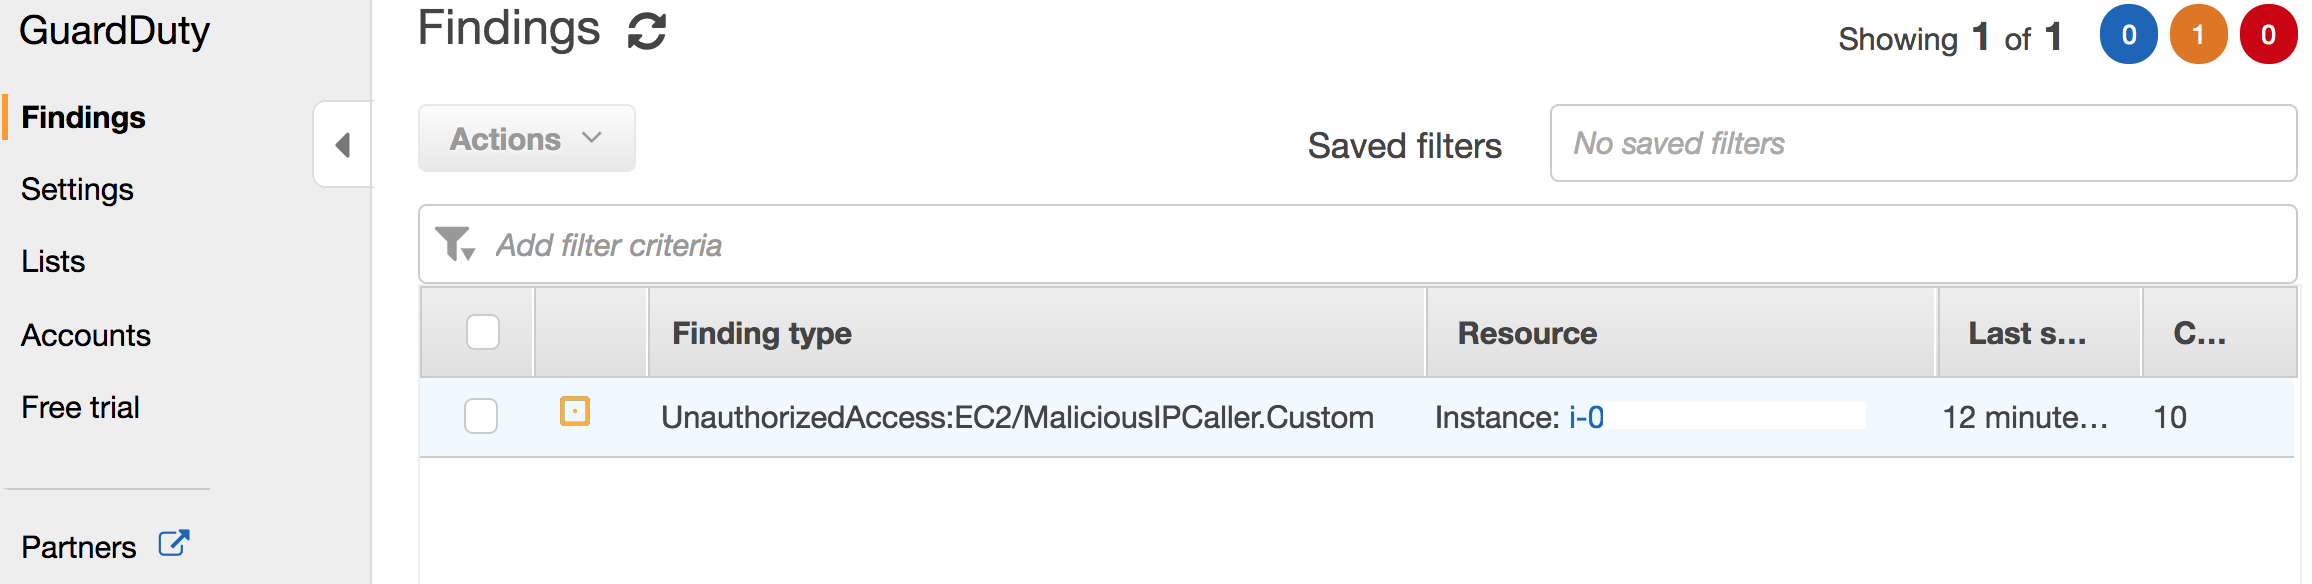 GuardDuty
Findings
Settings
Lists
Accounts
Free trial
Partners
Findings
Showing 1 of 1 0 1 0
Actions
Saved filters No saved filters
Add filter criteria
Finding type Resource Last s... C...
UnauthorizedAccess:EC2/MaliciousIPCaller.Custom Instance: i-0 12 minute... 10